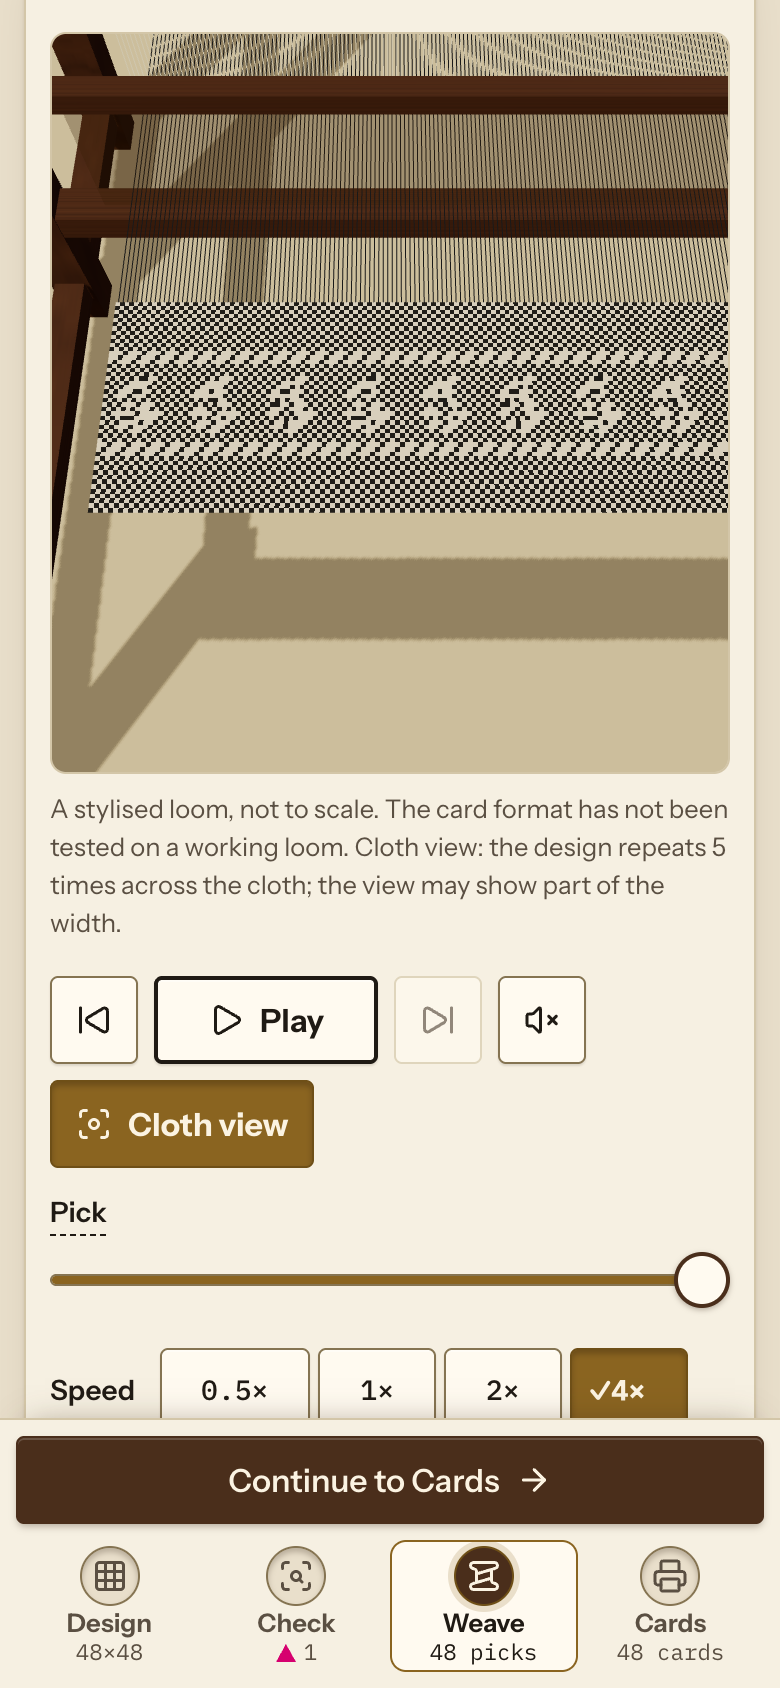 A stylised loom, not to scale. The card format has not been
tested on a working loom. Cloth view: the design repeats 5
times across the cloth; the view may show part of the
width.
Play
Cloth view
Pick
Speed 0.5× 1× 2× ✓4×
Continue to Cards →
Design Check Weave Cards
48×48 1 48 picks 48 cards